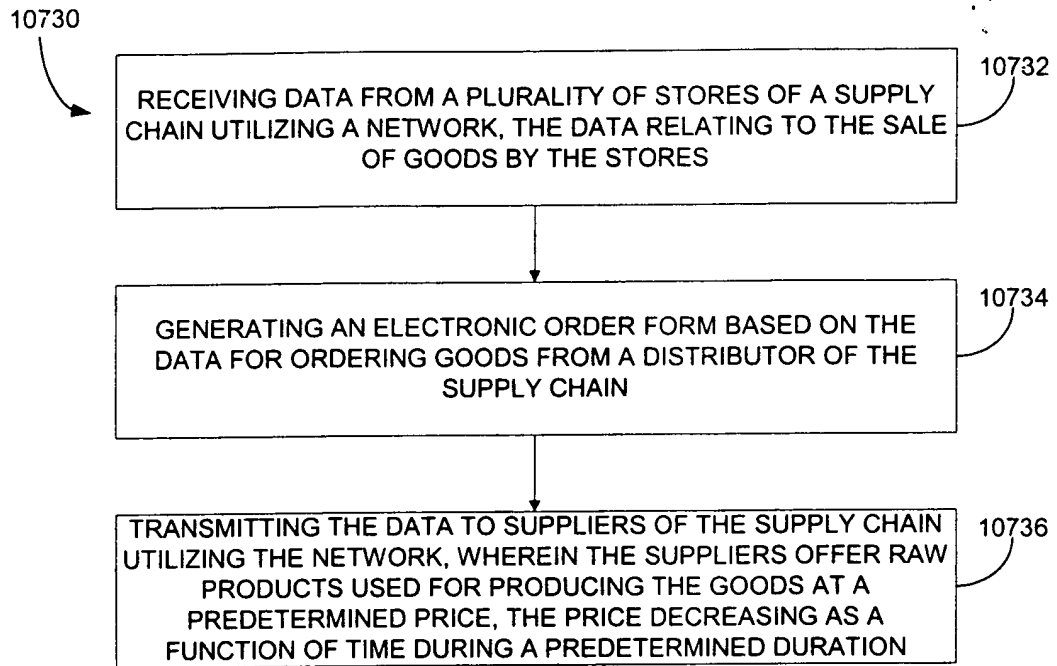 10730
10732
RECEIVING DATA FROM A PLURALITY OF STORES OF A SUPPLY
CHAIN UTILIZING A NETWORK, THE DATA RELATING TO THE SALE
OF GOODS BY THE STORES
10734
GENERATING AN ELECTRONIC ORDER FORM BASED ON THE
DATA FOR ORDERING GOODS FROM A DISTRIBUTOR OF THE
SUPPLY CHAIN
10736
TRANSMITTING THE DATA TO SUPPLIERS OF THE SUPPLY CHAIN
UTILIZING THE NETWORK, WHEREIN THE SUPPLIERS OFFER RAW
PRODUCTS USED FOR PRODUCING THE GOODS AT A
PREDETERMINED PRICE, THE PRICE DECREASING AS A
FUNCTION OF TIME DURING A PREDETERMINED DURATION